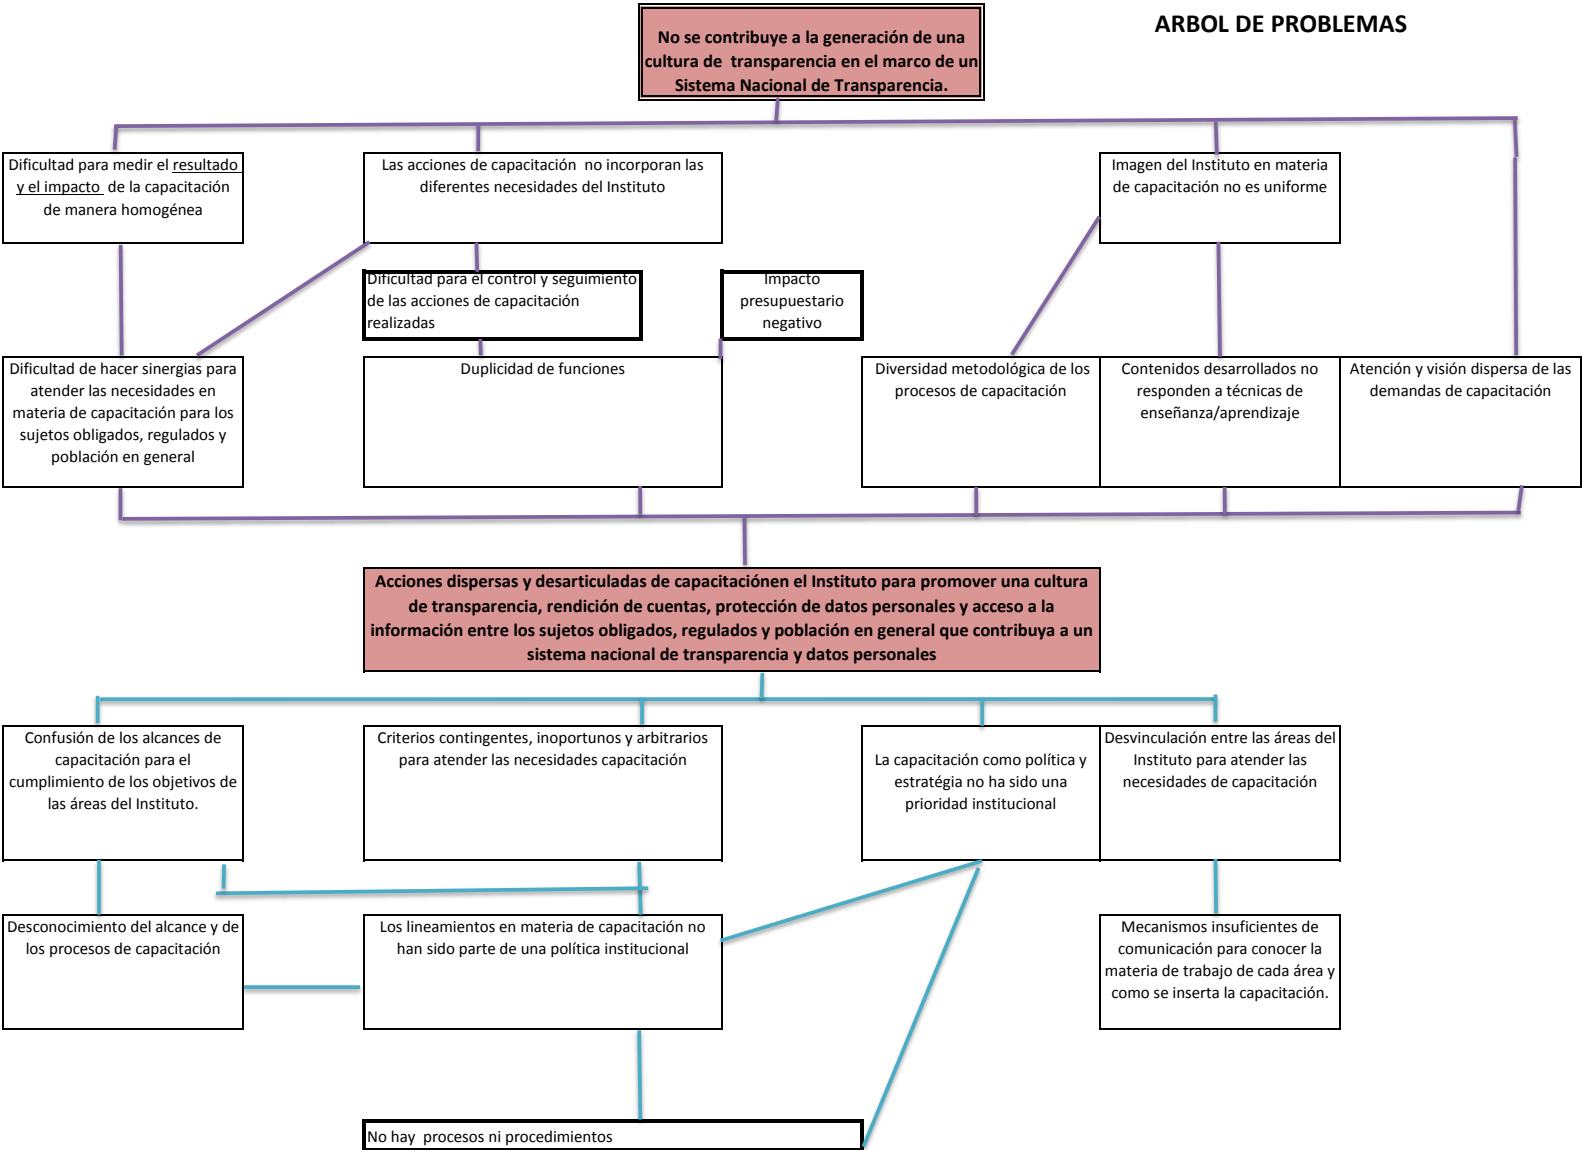 ARBOL DE PROBLEMAS
No se contribuye a la generación de una
cultura de transparencia en el marco de un
Sistema Nacional de Transparencia.
Dificultad para medir el resultado
y el impacto de la capacitación
de manera homogénea
Las acciones de capacitación no incorporan las
diferentes necesidades del Instituto
Imagen del Instituto en materia
de capacitación no es uniforme
Dificultad para el control y seguimiento
de las acciones de capacitación
realizadas
Impacto
presupuestario
negativo
Dificultad de hacer sinergias para
atender las necesidades en
materia de capacitación para los
sujetos obligados, regulados y
población en general
Duplicidad de funciones
Diversidad metodológica de los
procesos de capacitación
Contenidos desarrollados no
responden a técnicas de
enseñanza/aprendizaje
Atención y visión dispersa de las
demandas de capacitación
Acciones dispersas y desarticuladas de capacitaciónen el Instituto para promover una cultura
de transparencia, rendición de cuentas, protección de datos personales y acceso a la
información entre los sujetos obligados, regulados y población en general que contribuya a un
sistema nacional de transparencia y datos personales
Confusión de los alcances de
capacitación para el
cumplimiento de los objetivos de
las áreas del Instituto.
Criterios contingentes, inoportunos y arbitrarios
para atender las necesidades capacitación
La capacitación como política y
estratégia no ha sido una
prioridad institucional
Desvinculación entre las áreas del
Instituto para atender las
necesidades de capacitación
Desconocimiento del alcance y de
los procesos de capacitación
Los lineamientos en materia de capacitación no
han sido parte de una política institucional
Mecanismos insuficientes de
comunicación para conocer la
materia de trabajo de cada área y
como se inserta la capacitación.
No hay procesos ni procedimientos